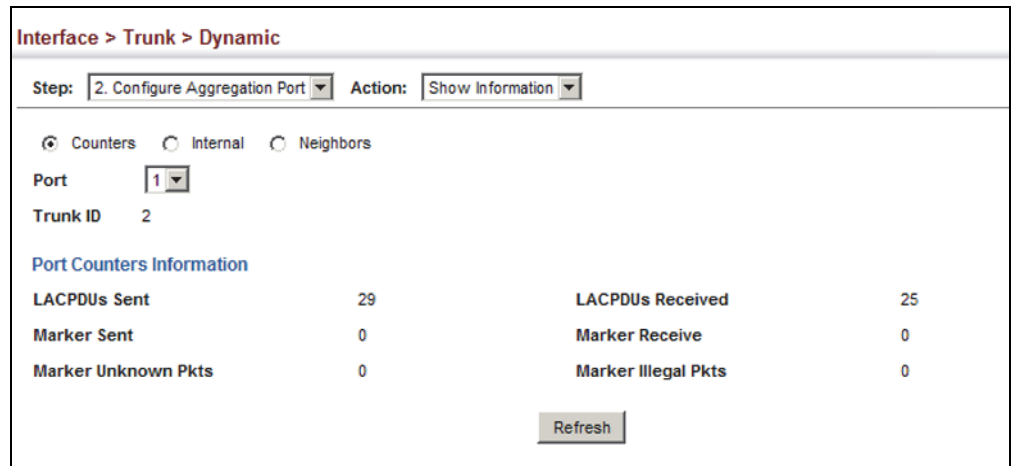 Interface > Trunk > Dynamic
Step: 2. Configure Aggregation Port Action: Show Information
Counters Internal Neighbors
Port 1
Trunk ID 2
Port Counters Information
LACPDUs Sent 29 LACPDUs Received 25
Marker Sent 0 Marker Receive 0
Marker Unknown Pkts 0 Marker Illegal Pkts 0
Refresh